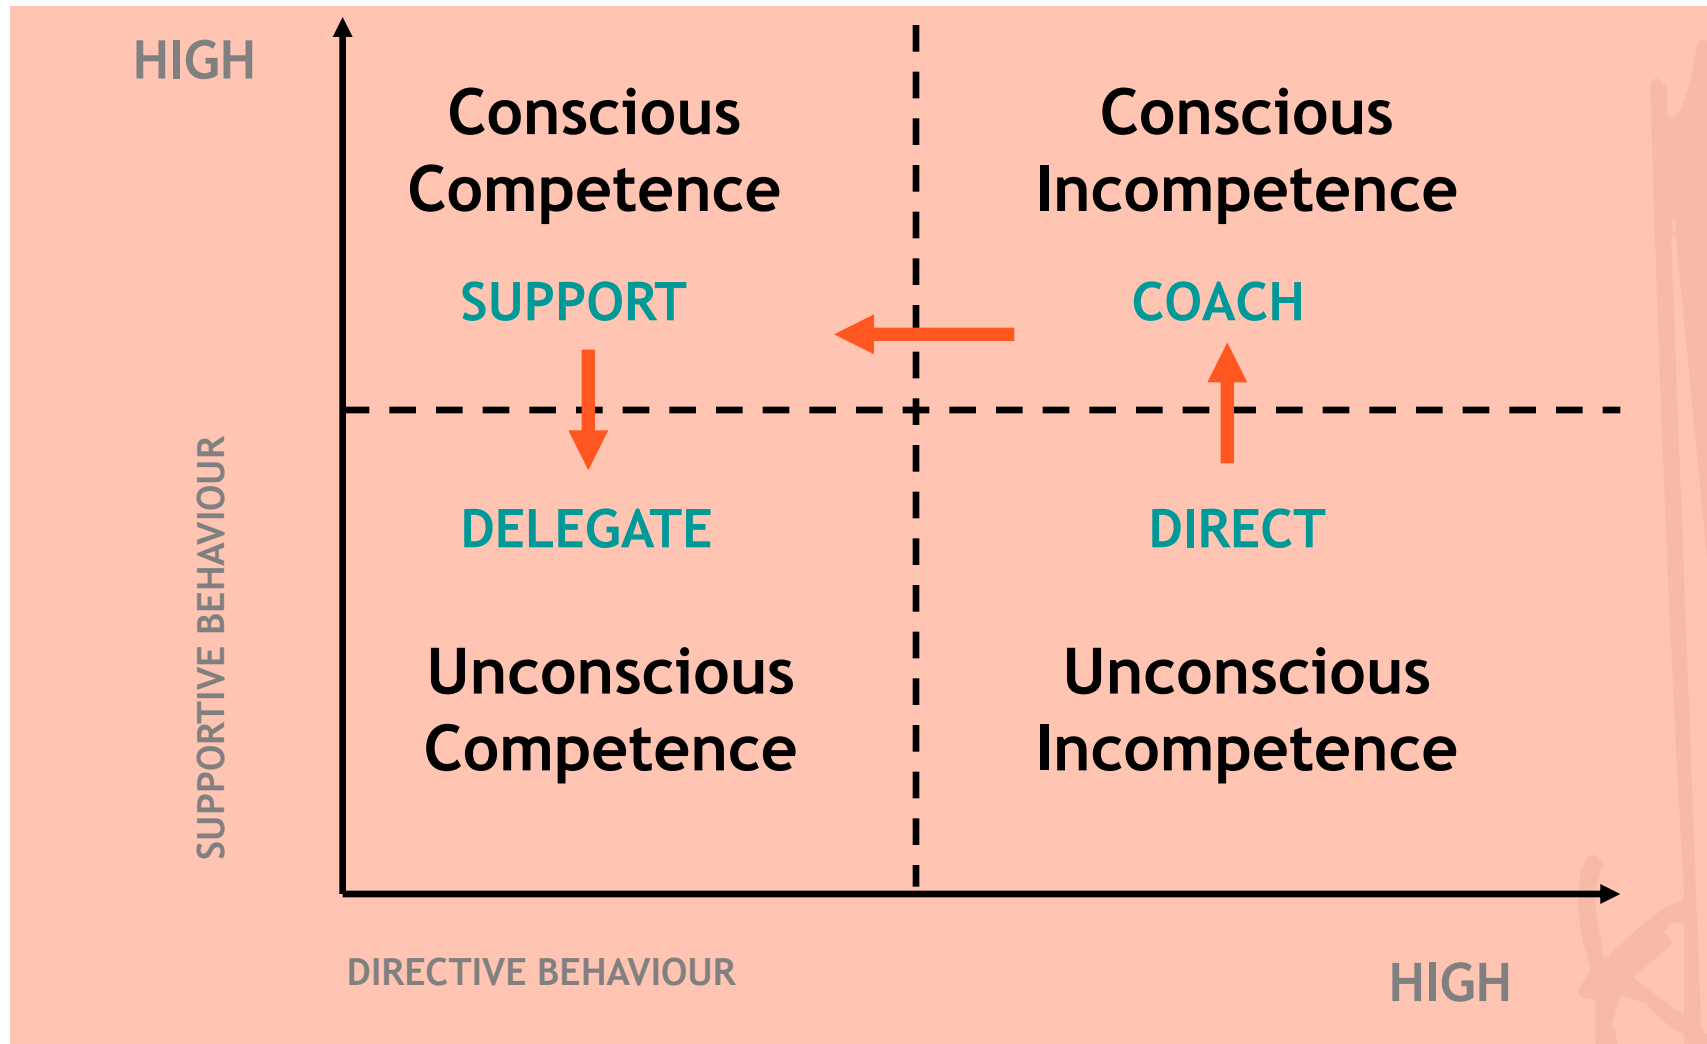 HIGH
Conscious
Competence
Conscious
Incompetence
SUPPORT
COACH
SUPPORTIVE BEHAVIOUR
DELEGATE
DIRECT
Unconscious
Competence
Unconscious
Incompetence
DIRECTIVE BEHAVIOUR
HIGH